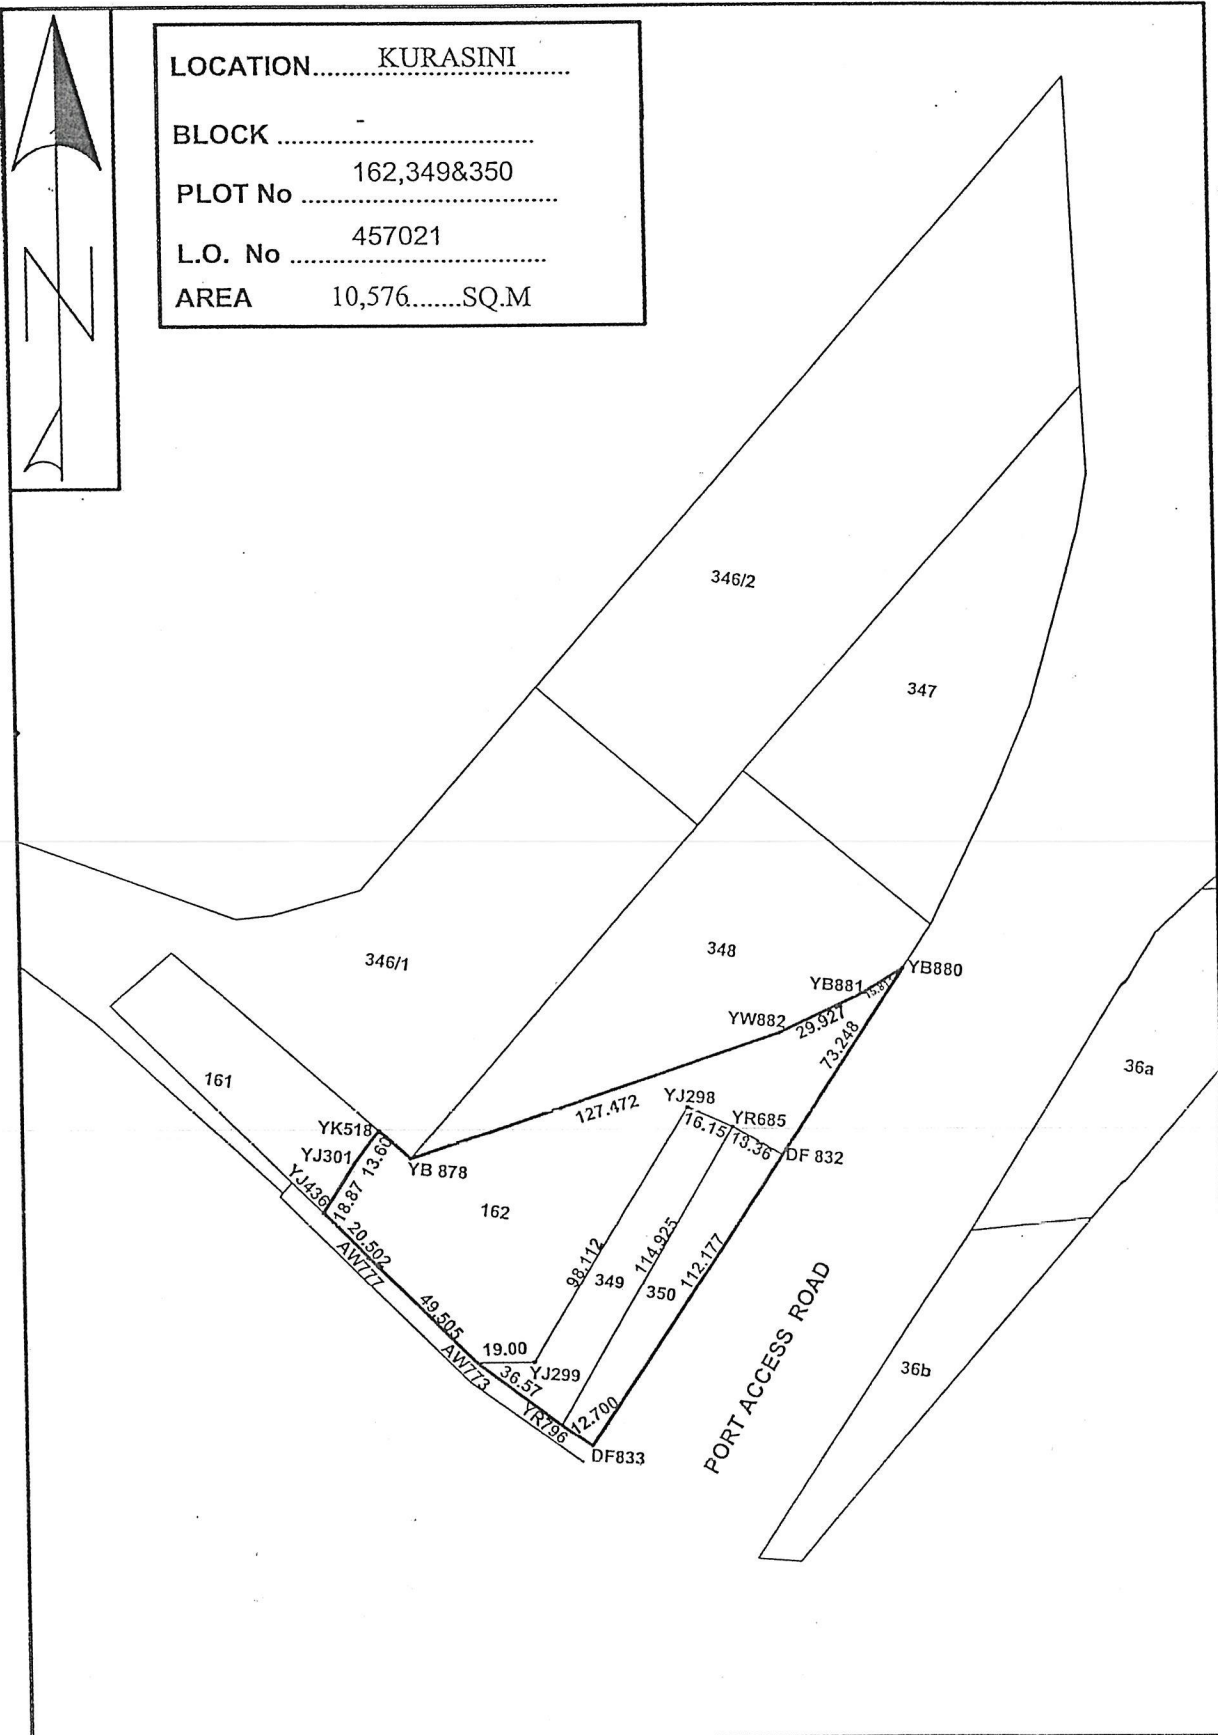 LOCATION.......KURASINI.......
BLOCK ........-........
PLOT No 162,349&350
L.O. No 457021
AREA 10,576.......SQ.M
N
346/2
347
348
346/1
YB880
YB881
YW882
29.927
73.248
36a
161
YJ298
127.472
YR685
16.15
13.36
YK518
DF 832
YJ301
13.60
YB 878
YJ436
18.87
162
20.502
AW777
98.112
114.925
112.177
349
350
49.505
PORT ACCESS ROAD
19.00
AW773
YJ299
36.57
36b
YR796
12.700
DF833